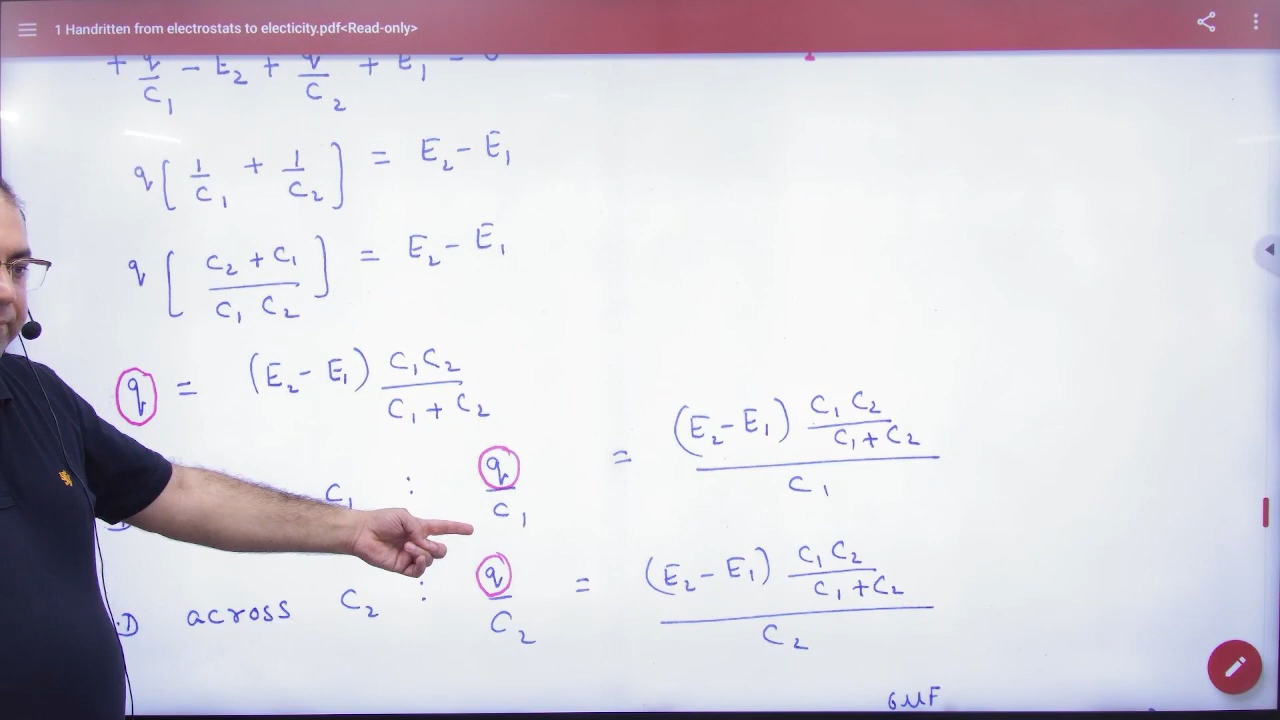 1 Handritten from electrostats to electicity.pdf<Read-only>
+ q/C₁ − E₂ + q/C₂ + E₁ = 0
q[1/C₁ + 1/C₂] = E₂ − E₁
q[(C₂ + C₁)/(C₁ C₂)] = E₂ − E₁
q = (E₂ − E₁) C₁C₂/(C₁ + C₂)
C₁ : q/C₁ = (E₂ − E₁) (C₁C₂/(C₁ + C₂))/C₁
.D across C₂ : q/C₂ = (E₂ − E₁) (C₁C₂/(C₁ + C₂))/C₂
6μF